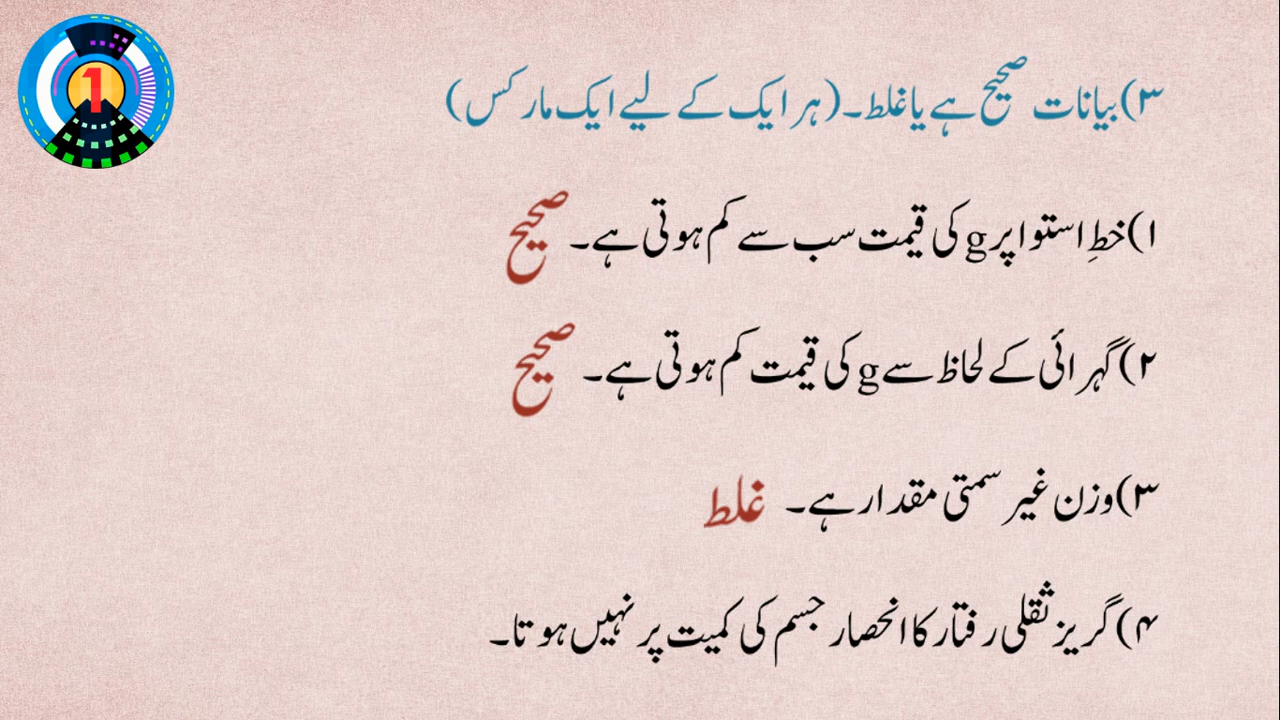 ۳) بیانات صحیح ہے یا غلط۔ (ہر ایک کے لیے ایک مارکس)
۱) خطِ استوا پر g کی قیمت سب سے کم ہوتی ہے۔ صحیح
۲) گہرائی کے لحاظ سے g کی قیمت کم ہوتی ہے۔ صحیح
۳) وزن غیر سمتی مقدار ہے۔ غلط
۴) گریز ثقلی رفتار کا انحصار جسم کی کمیت پر نہیں ہوتا۔
1